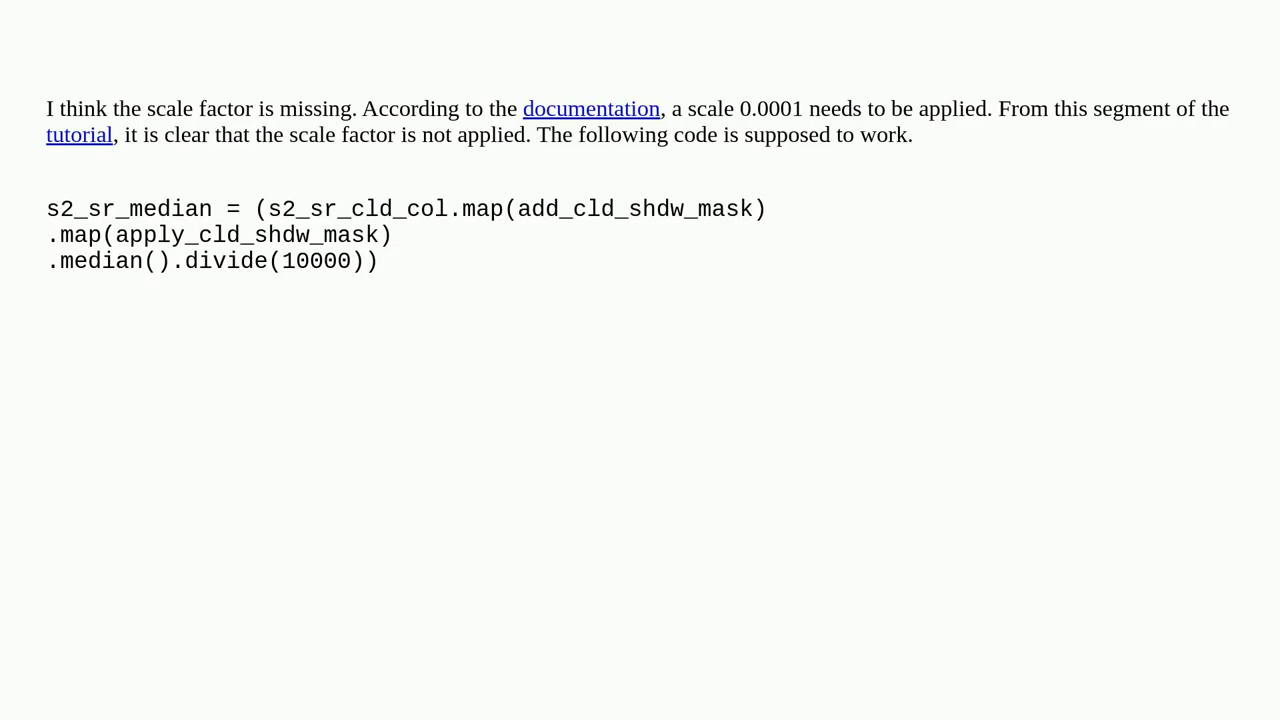 I think the scale factor is missing. According to the documentation, a scale 0.0001 needs to be applied. From this segment of the
tutorial, it is clear that the scale factor is not applied. The following code is supposed to work.
s2_sr_median = (s2_sr_cld_col.map(add_cld_shdw_mask)
.map(apply_cld_shdw_mask)
.median().divide(10000))